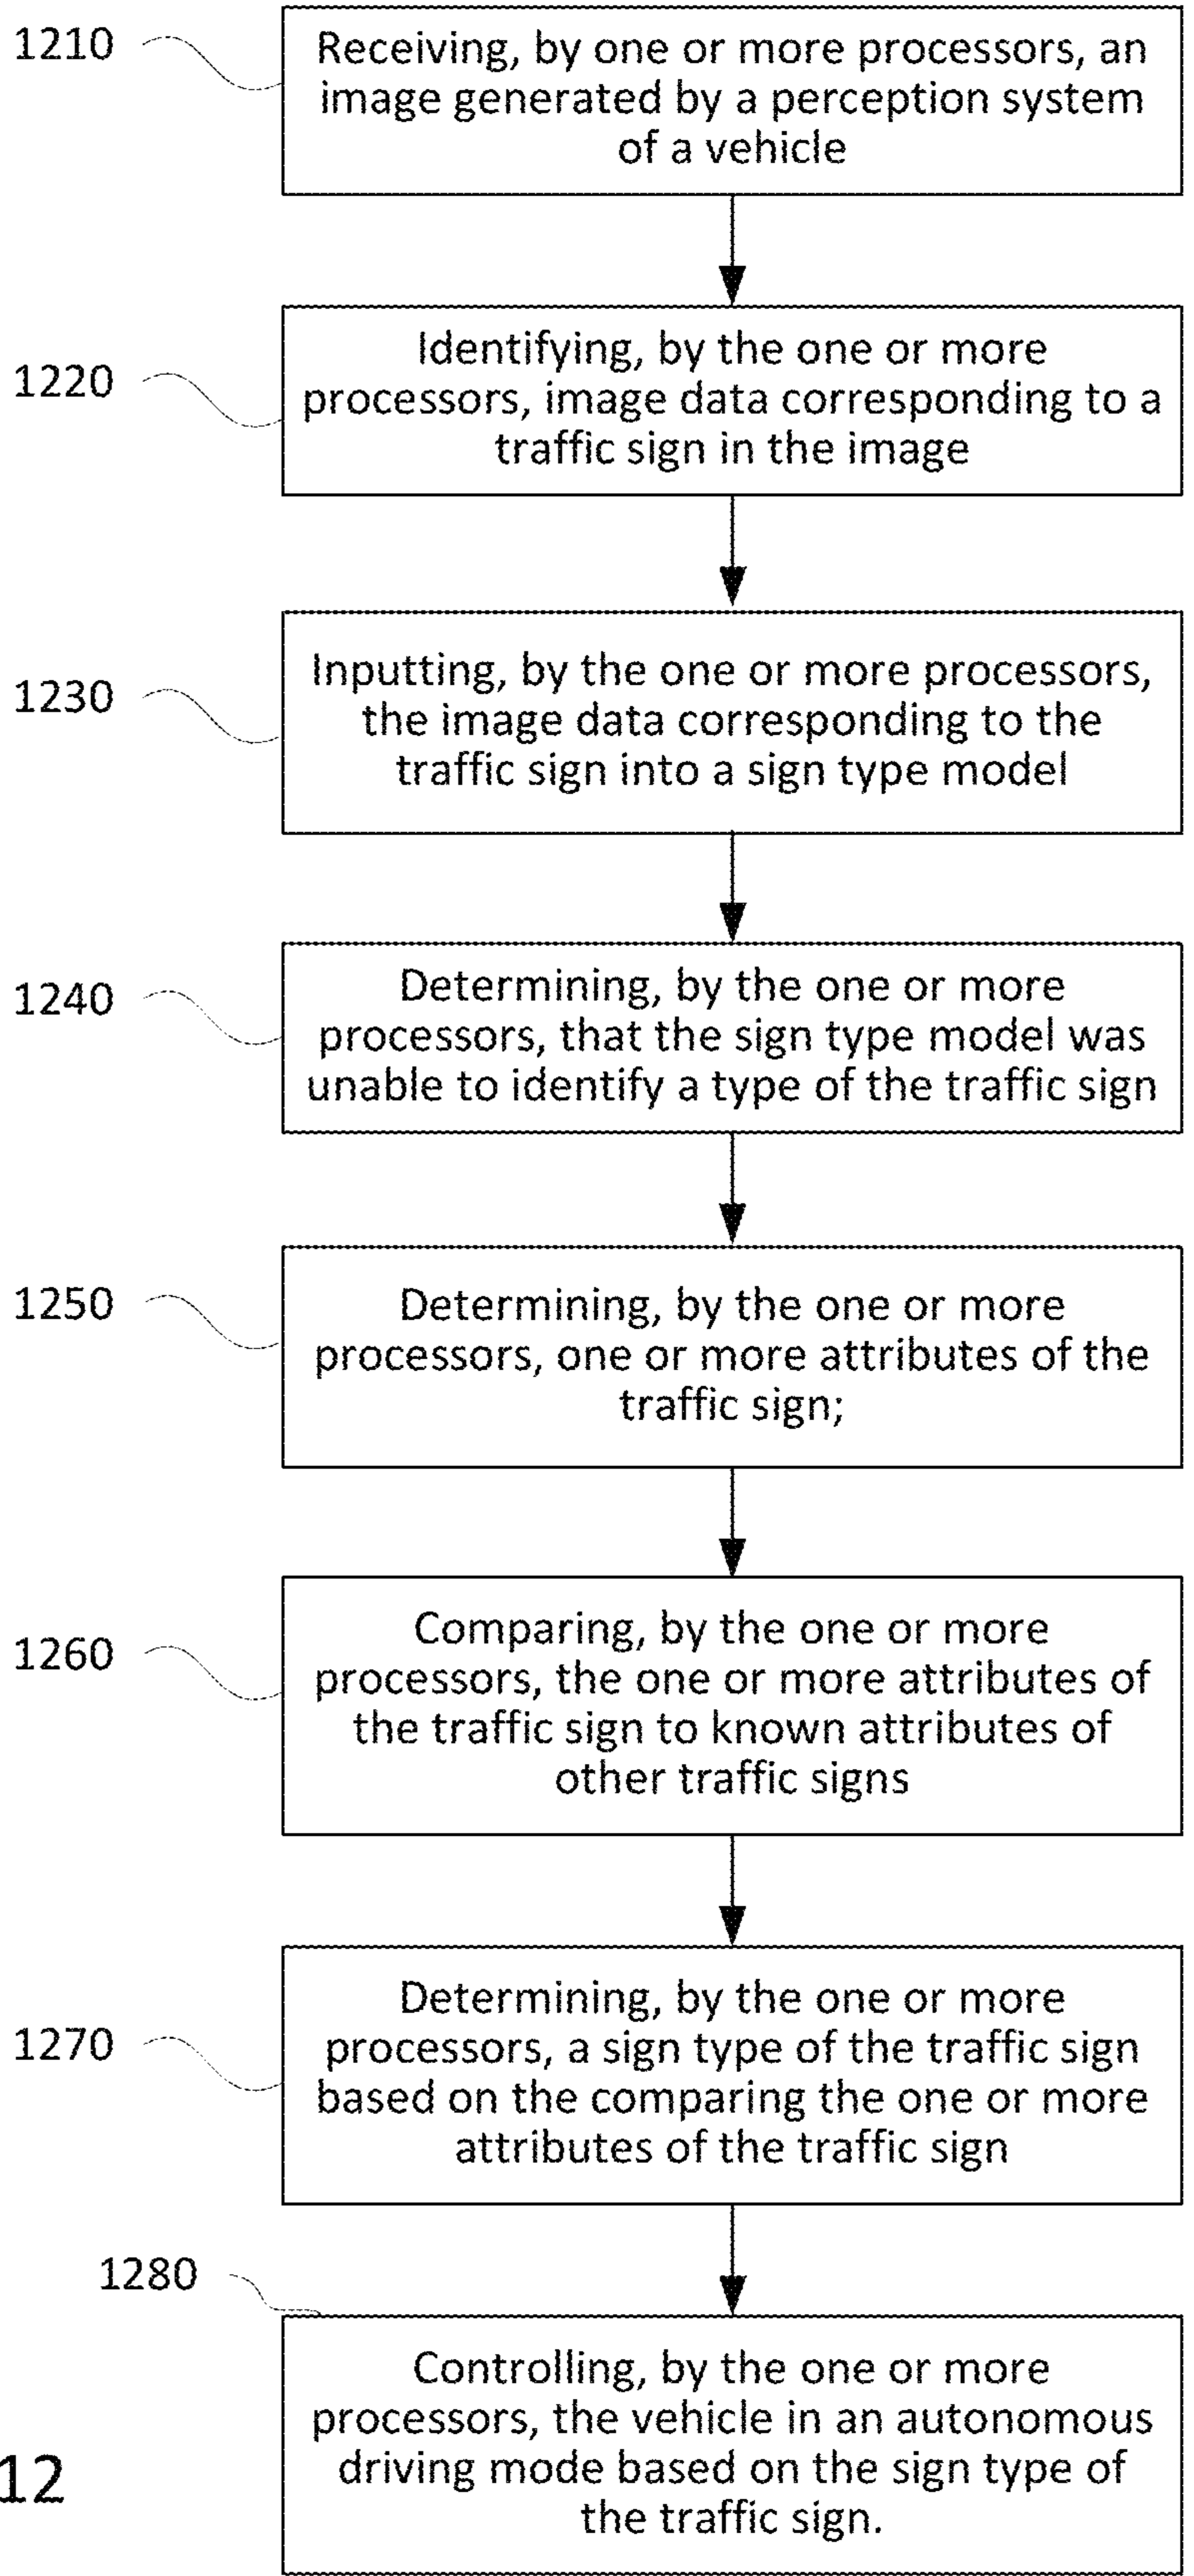 1210
Receiving, by one or more processors, an
image generated by a perception system
of a vehicle
1220
Identifying, by the one or more
processors, image data corresponding to a
traffic sign in the image
1230
Inputting, by the one or more processors,
the image data corresponding to the
traffic sign into a sign type model
1240
Determining, by the one or more
processors, that the sign type model was
unable to identify a type of the traffic sign
1250
Determining, by the one or more
processors, one or more attributes of the
traffic sign;
1260
Comparing, by the one or more
processors, the one or more attributes of
the traffic sign to known attributes of
other traffic signs
1270
Determining, by the one or more
processors, a sign type of the traffic sign
based on the comparing the one or more
attributes of the traffic sign
1280
Controlling, by the one or more
processors, the vehicle in an autonomous
driving mode based on the sign type of
the traffic sign.
12